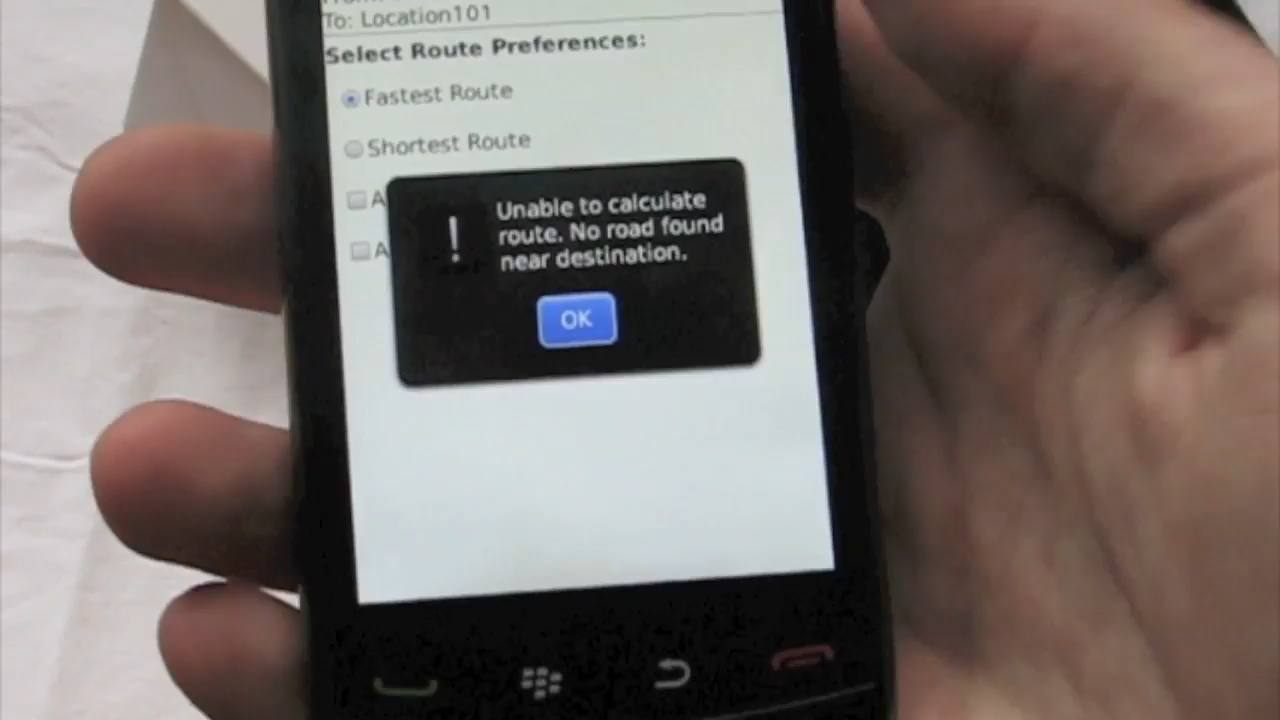 To: Location101
Select Route Preferences:
Fastest Route
Shortest Route
A
A
Unable to calculate
route. No road found
near destination.
OK